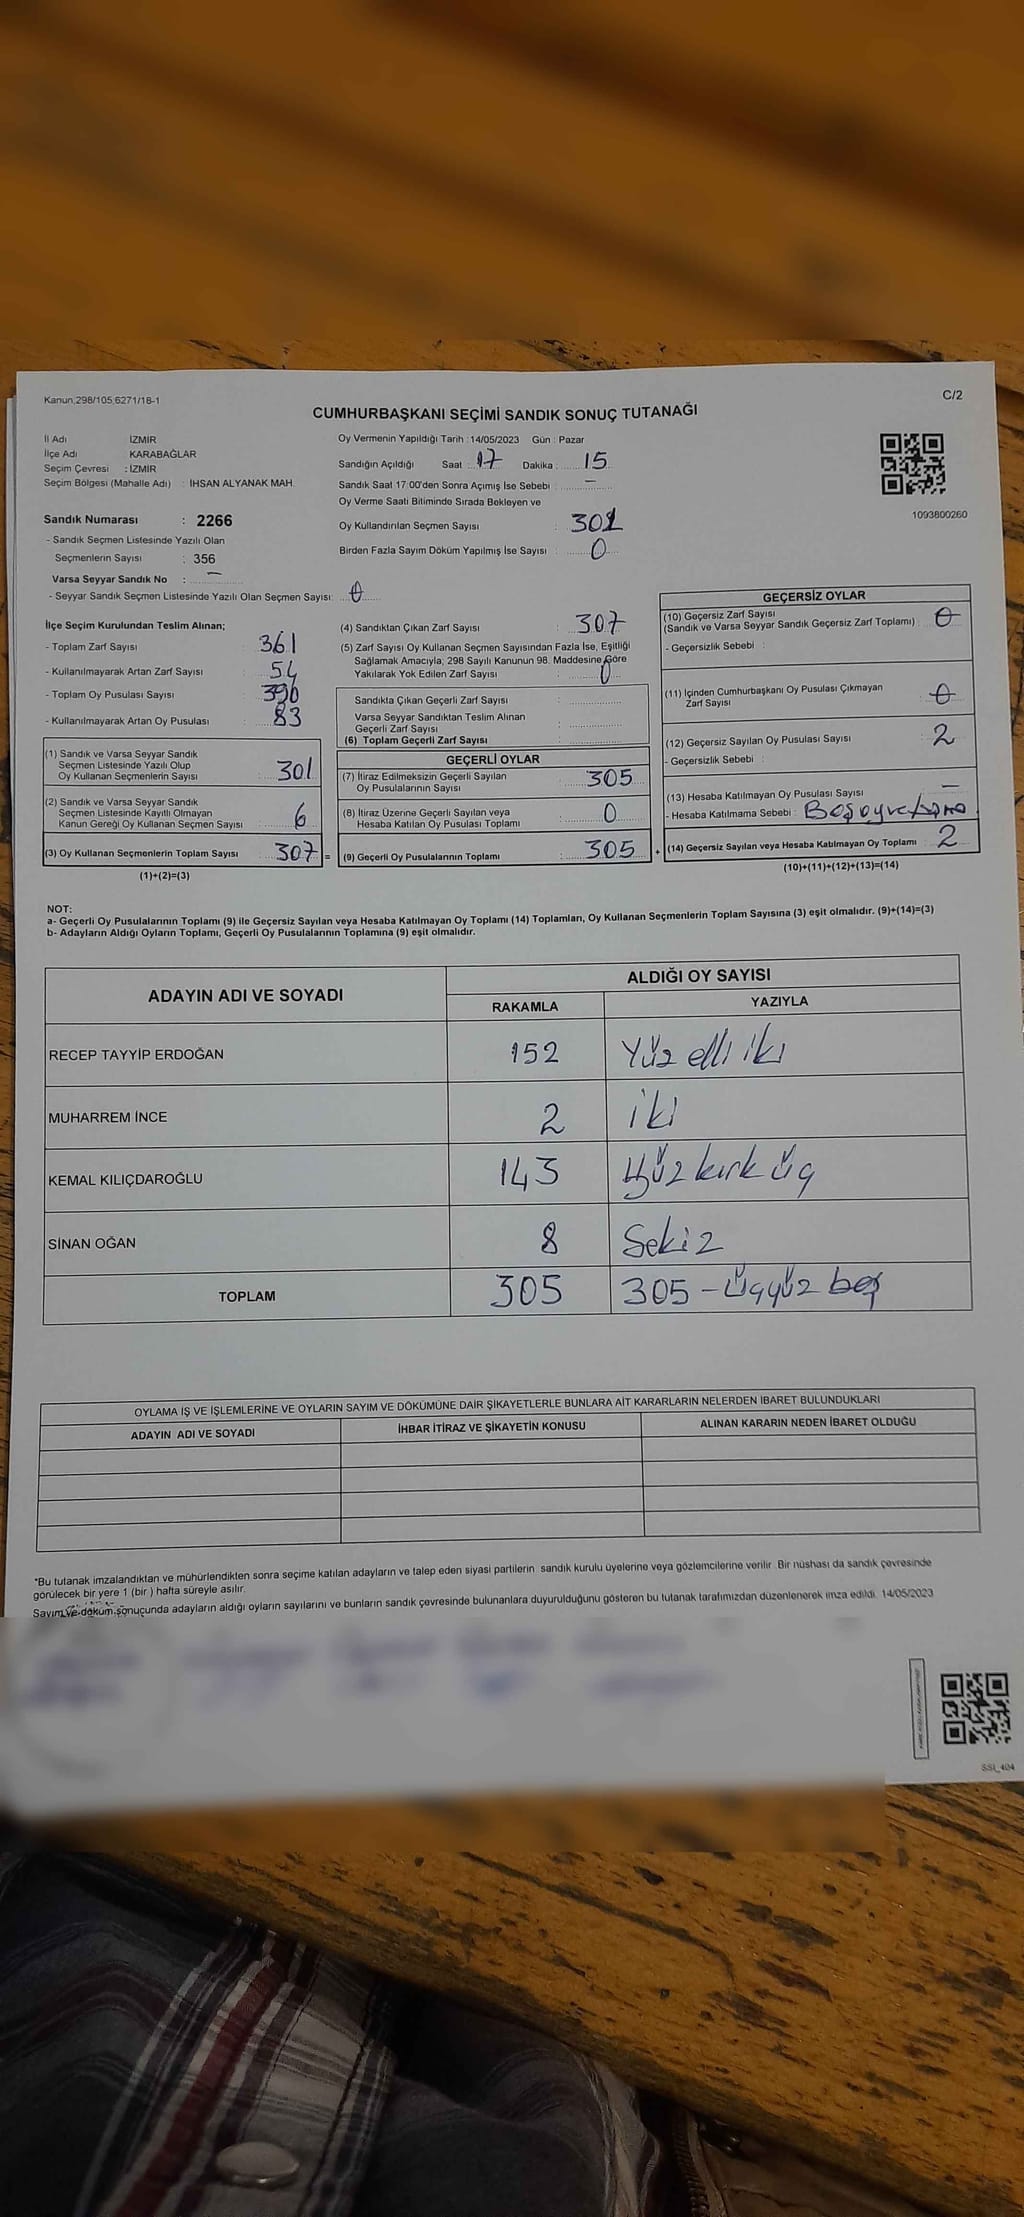 Kanun,298/105,6271/18-1
C/2
CUMHURBAŞKANI SEÇİMİ SANDIK SONUÇ TUTANAĞI
İl Adı İZMİR
İlçe Adı KARABAĞLAR
Seçim Çevresi : İZMİR
Seçim Bölgesi (Mahalle Adı) : İHSAN ALYANAK MAH.
Sandık Numarası : 2266
- Sandık Seçmen Listesinde Yazılı Olan
Seçmenlerin Sayısı : 356
Varsa Seyyar Sandık No : –
- Seyyar Sandık Seçmen Listesinde Yazılı Olan Seçmen Sayısı: 0
Oy Vermenin Yapıldığı Tarih : 14/05/2023 Gün : Pazar
Sandığın Açıldığı Saat : 17 Dakika : 15
Sandık Saat 17:00'den Sonra Açımış İse Sebebi : –
Oy Verme Saati Bitiminde Sırada Bekleyen ve
Oy Kullandırılan Seçmen Sayısı : 301
Birden Fazla Sayım Döküm Yapılmış İse Sayısı : 0
1093800260
İlçe Seçim Kurulundan Teslim Alınan;
- Toplam Zarf Sayısı : 361
- Kullanılmayarak Artan Zarf Sayısı : 54
- Toplam Oy Pusulası Sayısı : 390
- Kullanılmayarak Artan Oy Pusulası : 83
(1) Sandık ve Varsa Seyyar Sandık
Seçmen Listesinde Yazılı Olup
Oy Kullanan Seçmenlerin Sayısı : 301
(2) Sandık ve Varsa Seyyar Sandık
Seçmen Listesinde Kayıtlı Olmayan
Kanun Gereği Oy Kullanan Seçmen Sayısı : 6
(3) Oy Kullanan Seçmenlerin Toplam Sayısı : 307 =
(1)+(2)=(3)
(4) Sandıktan Çıkan Zarf Sayısı : 307
(5) Zarf Sayısı Oy Kullanan Seçmen Sayısından Fazla İse, Eşitliği
Sağlamak Amacıyla; 298 Sayılı Kanunun 98. Maddesine Göre
Yakılarak Yok Edilen Zarf Sayısı : 0
Sandıkta Çıkan Geçerli Zarf Sayısı :
Varsa Seyyar Sandıktan Teslim Alınan
Geçerli Zarf Sayısı :
(6) Toplam Geçerli Zarf Sayısı :
GEÇERLİ OYLAR
(7) İtiraz Edilmeksizin Geçerli Sayılan
Oy Pusulalarının Sayısı : 305
(8) İtiraz Üzerine Geçerli Sayılan veya
Hesaba Katılan Oy Pusulası Toplamı : 0
(9) Geçerli Oy Pusulalarının Toplamı : 305 +
GEÇERSİZ OYLAR
(10) Geçersiz Zarf Sayısı
(Sandık ve Varsa Seyyar Sandık Geçersiz Zarf Toplamı) : 0
- Geçersizlik Sebebi :
(11) İçinden Cumhurbaşkanı Oy Pusulası Çıkmayan
Zarf Sayısı : 0
(12) Geçersiz Sayılan Oy Pusulası Sayısı : 2
- Geçersizlik Sebebi :
(13) Hesaba Katılmayan Oy Pusulası Sayısı : –
- Hesaba Katılmama Sebebi :
(14) Geçersiz Sayılan veya Hesaba Katılmayan Oy Toplamı : 2
(10)+(11)+(12)+(13)=(14)
NOT:
a- Geçerli Oy Pusulalarının Toplamı (9) ile Geçersiz Sayılan veya Hesaba Katılmayan Oy Toplamı (14) Toplamları, Oy Kullanan Seçmenlerin Toplam Sayısına (3) eşit olmalıdır. (9)+(14)=(3)
b- Adayların Aldığı Oyların Toplamı, Geçerli Oy Pusulalarının Toplamına (9) eşit olmalıdır.
ADAYIN ADI VE SOYADI ALDIĞI OY SAYISI
RAKAMLA YAZIYLA
RECEP TAYYİP ERDOĞAN 152 Yüz elli iki
MUHARREM İNCE 2 iki
KEMAL KILIÇDAROĞLU 143 Yüz kırk üç
SİNAN OĞAN 8 Sekiz
TOPLAM 305 305 - Üçyüz beş
OYLAMA İŞ VE İŞLEMLERİNE VE OYLARIN SAYIM VE DÖKÜMÜNE DAİR ŞİKAYETLERLE BUNLARA AİT KARARLARIN NELERDEN İBARET BULUNDUKLARI
ADAYIN ADI VE SOYADI İHBAR İTİRAZ VE ŞİKAYETİN KONUSU ALINAN KARARIN NEDEN İBARET OLDUĞU
*Bu tutanak imzalandıktan ve mühürlendikten sonra seçime katılan adayların ve talep eden siyasi partilerin sandık kurulu üyelerine veya gözlemcilerine verilir. Bir nüshası da sandık çevresinde
görülecek bir yere 1 (bir) hafta süreyle asılır.
Sayım ve döküm sonucunda adayların aldığı oyların sayılarını ve bunların sandık çevresinde bulunanlara duyurulduğunu gösteren bu tutanak tarafımızdan düzenlenerek imza edildi. 14/05/2023
SSI_404